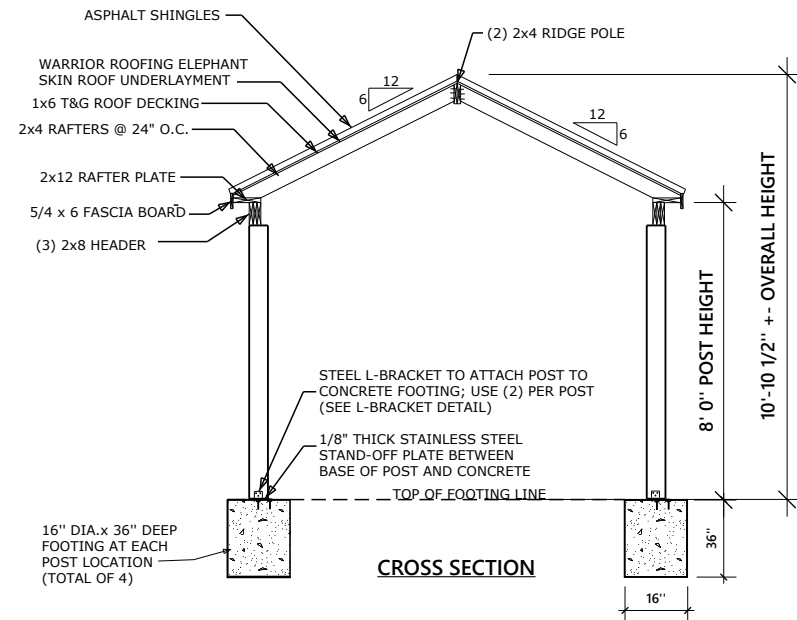 ASPHALT SHINGLES
(2) 2x4 RIDGE POLE
WARRIOR ROOFING ELEPHANT
SKIN ROOF UNDERLAYMENT
1x6 T&G ROOF DECKING
2x4 RAFTERS @ 24" O.C.
2x12 RAFTER PLATE
5/4 x 6 FASCIA BOARD
(3) 2x8 HEADER
12
6
12
6
STEEL L-BRACKET TO ATTACH POST TO
CONCRETE FOOTING; USE (2) PER POST
(SEE L-BRACKET DETAIL)
1/8" THICK STAINLESS STEEL
STAND-OFF PLATE BETWEEN
BASE OF POST AND CONCRETE
TOP OF FOOTING LINE
8' 0" POST HEIGHT
10'-10 1/2" +- OVERALL HEIGHT
16" DIA.x 36" DEEP
FOOTING AT EACH
POST LOCATION
(TOTAL OF 4)
CROSS SECTION
36"
16"